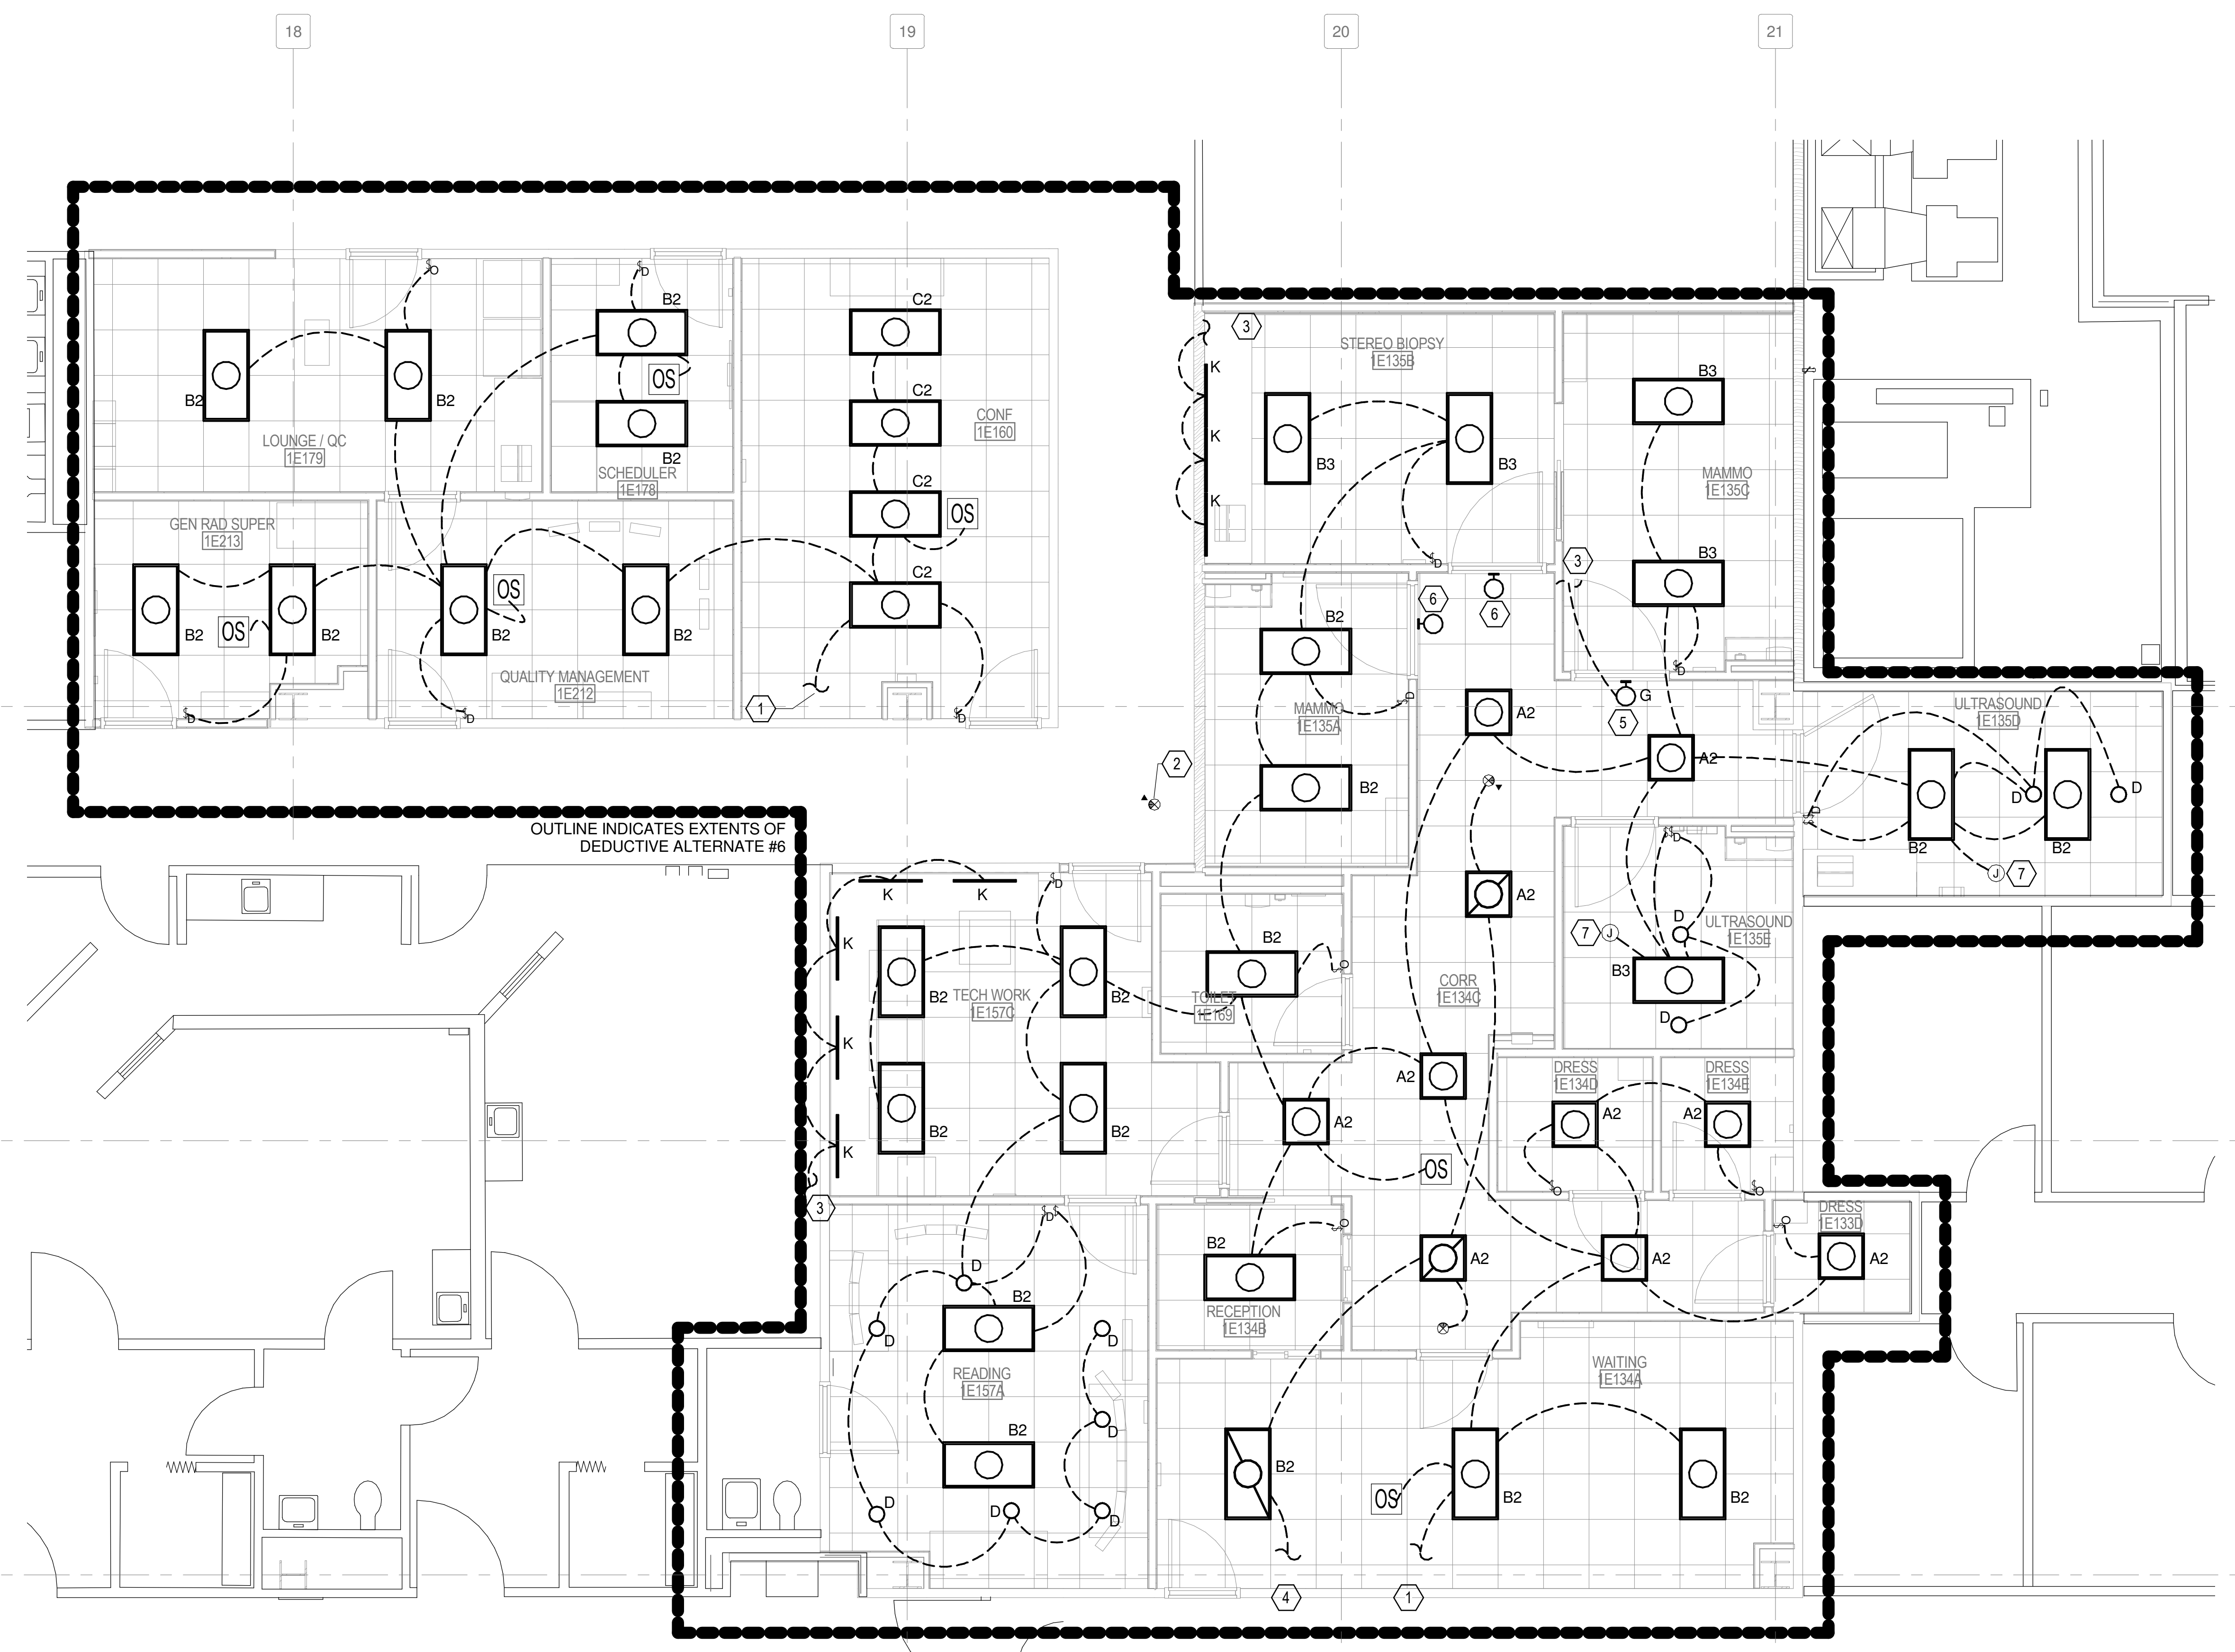 18
19
20
21
B2
C2
3
STEREO BIOPSY
1E135B
K
B3
OS
C2
B2
B2
LOUNGE / QC
1E179
CONF
1E160
K
B3
B3
B2
SCHEDULER
1E178
MAMMO
1E135C
C2
OS
K
GEN RAD SUPER
1E213
B3
3
C2
OS
B2
OS
B2
B2
B2
6
6
B2
QUALITY MANAGEMENT
1E212
D
D
D
D
D
D
O
1
MAMMO
1E135A
A2
G
5
ULTRASOUND
1E135D
2
A2
B2
D
D
B2
B2
7
J
OUTLINE INDICATES EXTENTS OF
DEDUCTIVE ALTERNATE #6
K
K
A2
D
ULTRASOUND
1E135E
7
J
B3
D
K
B2
B2
TECH WORK
1E157C
B2
TOILET
1E169
CORR
1E134C
K
K
B2
B2
A2
A2
DRESS
1E134D
DRESS
1E134E
A2
A2
OS
3
B2
RECEPTION
1E134B
A2
A2
DRESS
1E133D
A2
D
B2
D
D
READING
1E157A
B2
D
D
D
D
WAITING
1E134A
B2
OS
B2
B2
4
1